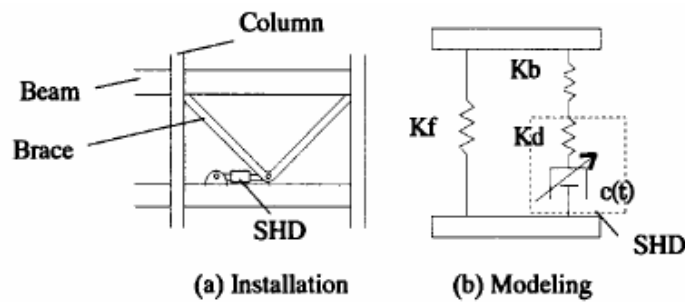 Column
Beam
Brace
SHD
(a) Installation
Kb
Kf
Kd
c(t)
SHD
(b) Modeling